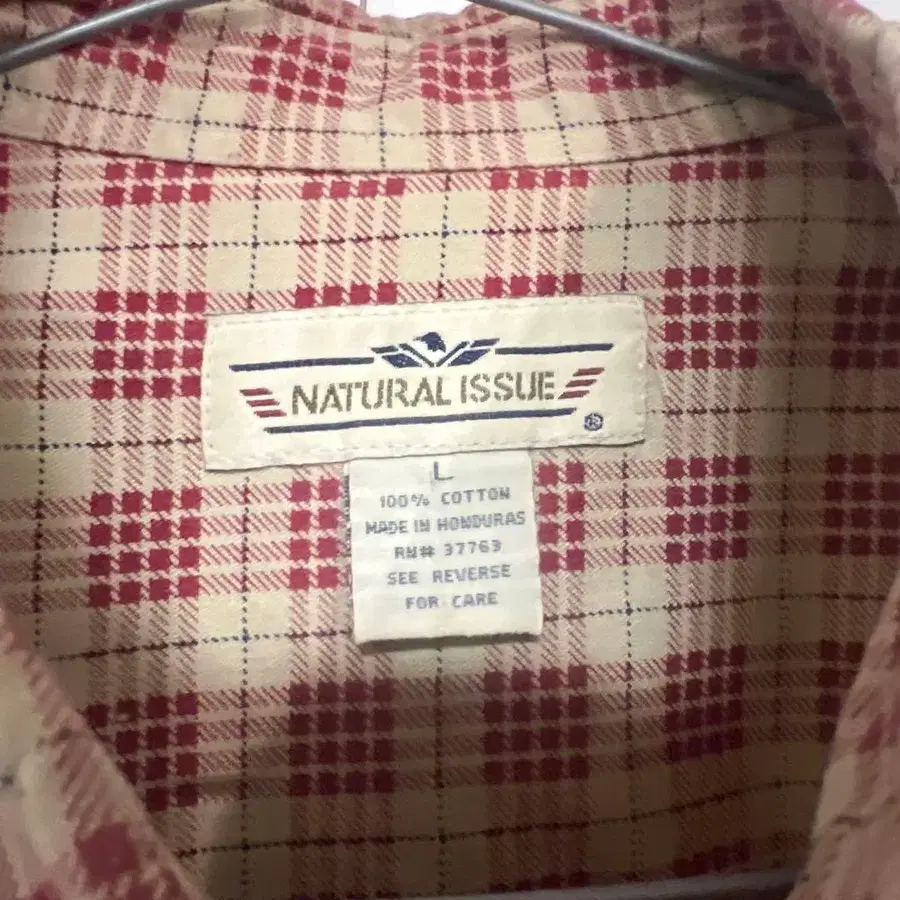 NATURAL ISSUE
®
L
100% COTTON
MADE IN HONDURAS
RN# 37763
SEE REVERSE
FOR CARE